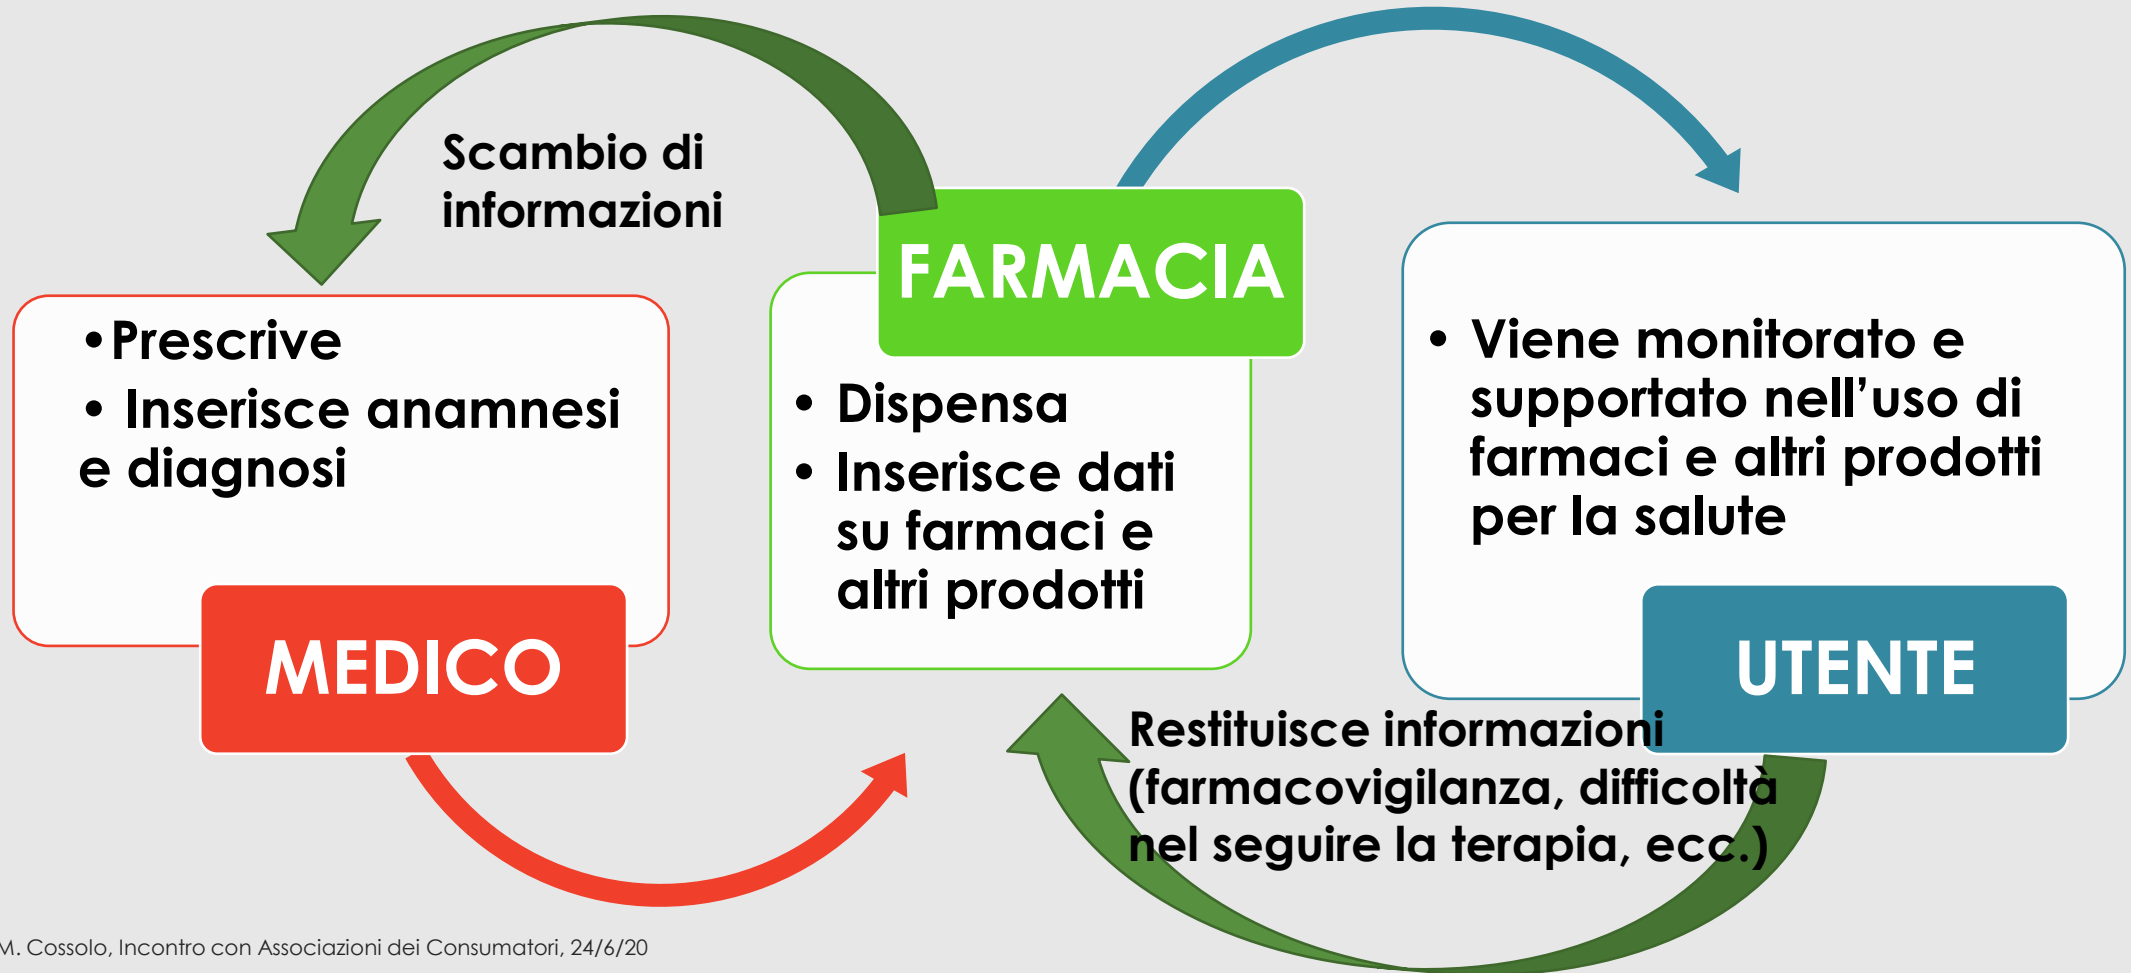 Scambio di
informazioni
•Prescrive
• Inserisce anamnesi
e diagnosi
MEDICO
FARMACIA
• Dispensa
• Inserisce dati
su farmaci e
altri prodotti
• Viene monitorato e
supportato nell’uso di
farmaci e altri prodotti
per la salute
UTENTE
Restituisce informazioni
(farmacovigilanza, difficoltà
nel seguire la terapia, ecc.)
M. Cossolo, Incontro con Associazioni dei Consumatori, 24/6/20